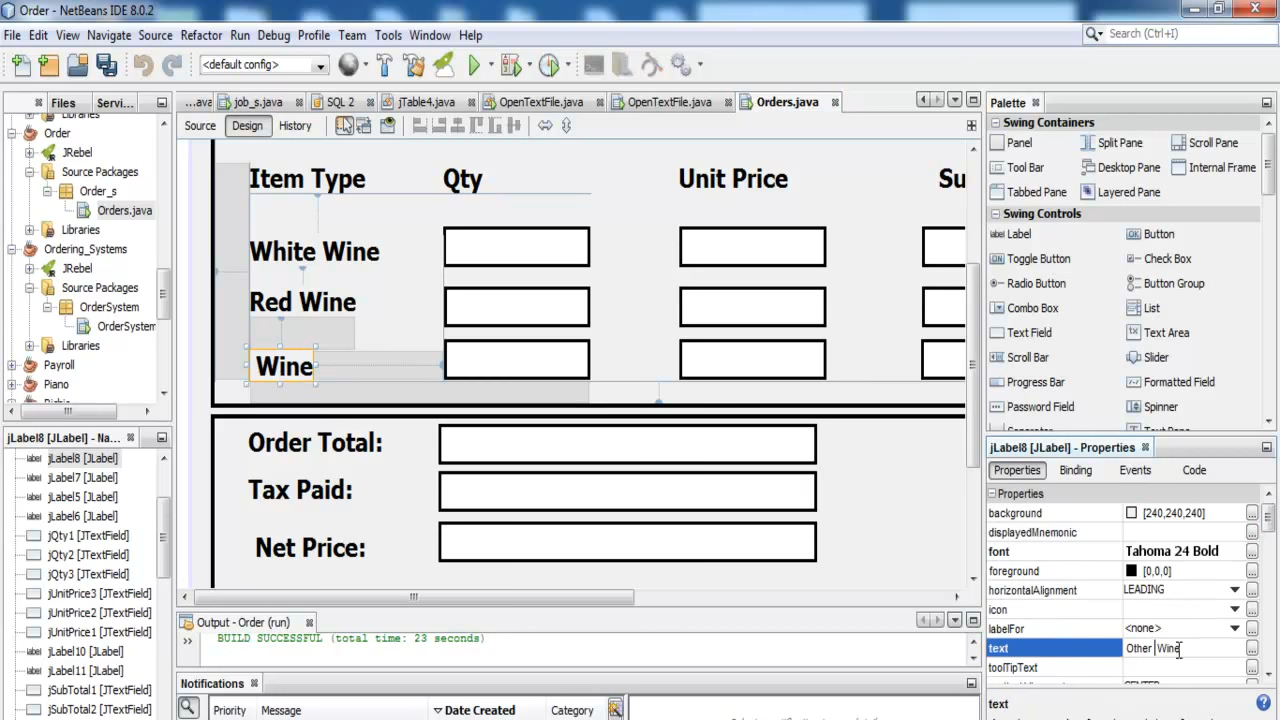 Order - NetBeans IDE 8.0.2
File Edit View Navigate Source Refactor Run Debug Profile Team Tools Window Help
Search (Ctrl+I)
<default config>
Files Servi...
...ava job_s.java SQL 2 jTable4.java OpenTextFile.java OpenTextFile.java Orders.java
Source Design History
Libraries
Order
JRebel
Source Packages
Order_s
Orders.java
Libraries
Ordering_Systems
JRebel
Source Packages
OrderSystem
OrderSystem
Libraries
Payroll
Piano
Item Type Qty Unit Price Su
White Wine
Red Wine
Wine
Order Total:
Tax Paid:
Net Price:
Palette
Swing Containers
Panel Split Pane Scroll Pane
Tool Bar Desktop Pane Internal Frame
Tabbed Pane Layered Pane
Swing Controls
label Label OK Button
Toggle Button Check Box
Radio Button Button Group
Combo Box List
Text Field Text Area
Scroll Bar Slider
Progress Bar Formatted Field
Password Field Spinner
jLabel8 [JLabel] - Na...
label jLabel8 [JLabel]
label jLabel7 [JLabel]
label jLabel5 [JLabel]
label jLabel6 [JLabel]
jQty1 [JTextField]
jQty2 [JTextField]
jQty3 [JTextField]
jUnitPrice3 [JTextField]
jUnitPrice2 [JTextField]
jUnitPrice1 [JTextField]
label jLabel10 [JLabel]
label jLabel11 [JLabel]
jSubTotal1 [JTextField]
jSubTotal2 [JTextField]
jLabel8 [JLabel] - Properties
Properties Binding Events Code
Properties
background [240,240,240]
displayedMnemonic
font Tahoma 24 Bold
foreground [0,0,0]
horizontalAlignment LEADING
icon
labelFor <none>
text Other Wine
toolTipText
text
Output - Order (run)
BUILD SUCCESSFUL (total time: 23 seconds)
Notifications
Priority Message Date Created Category